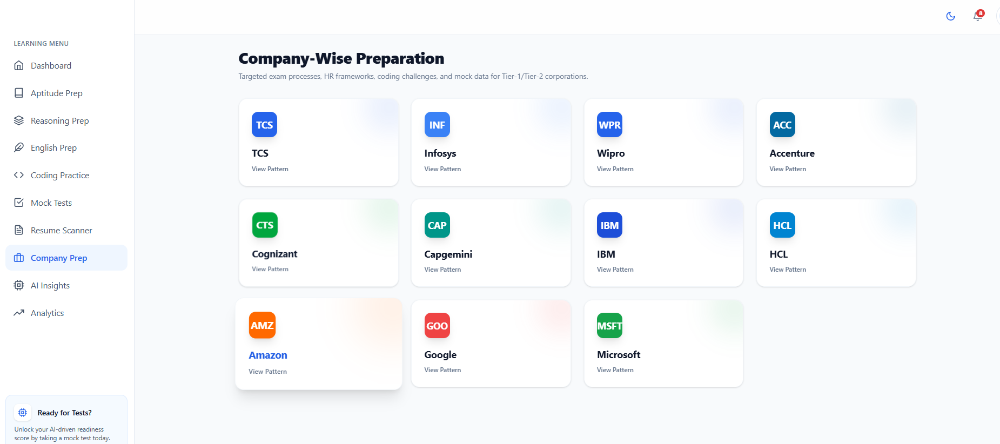 8
LEARNING MENU
Dashboard
Aptitude Prep
Reasoning Prep
English Prep
Coding Practice
Mock Tests
Resume Scanner
Company Prep
AI Insights
Analytics
Ready for Tests?
Unlock your AI-driven readiness
score by taking a mock test today.
Company-Wise Preparation
Targeted exam processes, HR frameworks, coding challenges, and mock data for Tier-1/Tier-2 corporations.
TCS
TCS
View Pattern
INF
Infosys
View Pattern
WPR
Wipro
View Pattern
ACC
Accenture
View Pattern
CTS
Cognizant
View Pattern
CAP
Capgemini
View Pattern
IBM
IBM
View Pattern
HCL
HCL
View Pattern
AMZ
Amazon
View Pattern
GOO
Google
View Pattern
MSFT
Microsoft
View Pattern